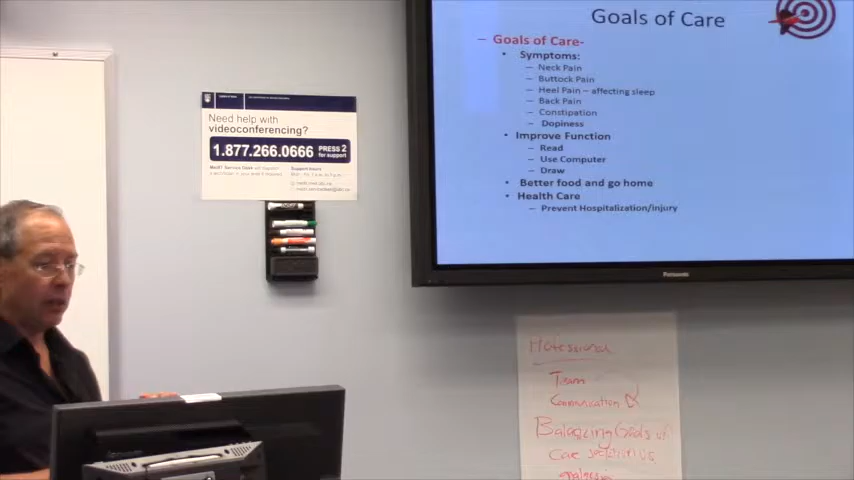 Goals of Care
– Goals of Care-
• Symptoms:
– Neck Pain
– Buttock Pain
– Heel Pain – affecting sleep
– Back Pain
– Constipation
– Dopiness
• Improve Function
– Read
– Use Computer
– Draw
• Better food and go home
• Health Care
– Prevent Hospitalization/Injury
Need help with
videoconferencing?
1.877.266.0666 PRESS 2
for support
Panasonic
Professional
Team
Communication
Balancing Goals of
Care